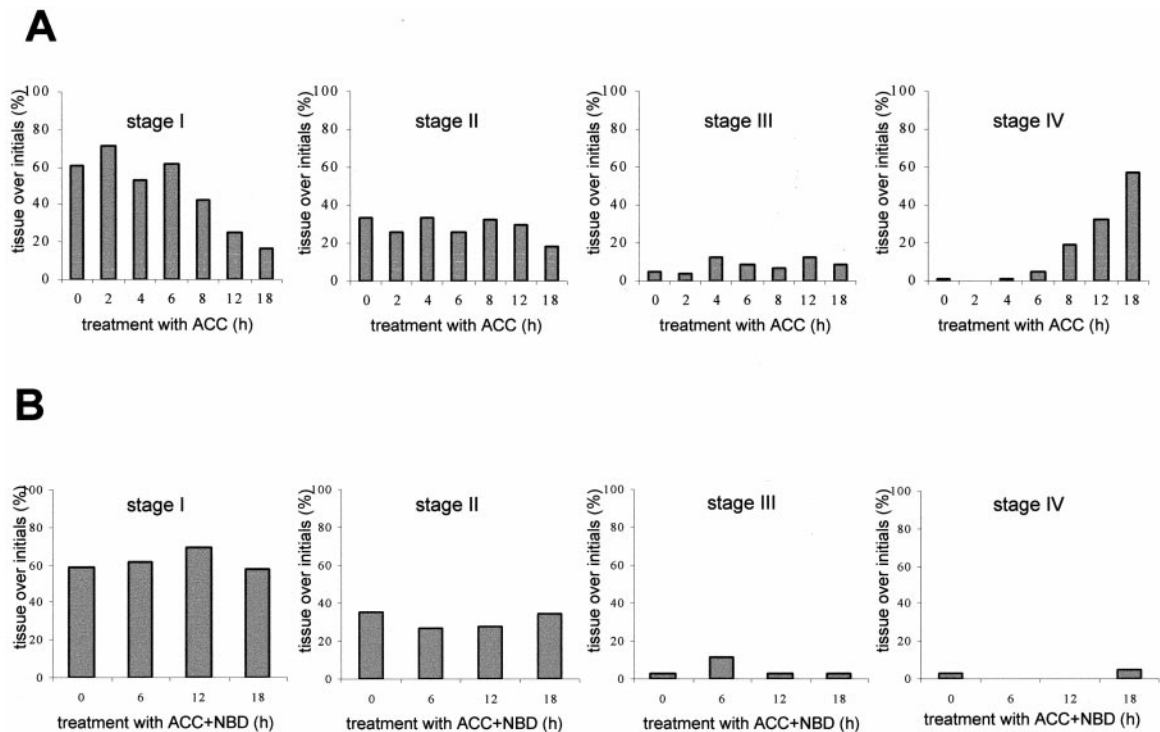 A
tissue over initials (%)
100
80
60
40
20
0
stage I
0 2 4 6 8 12 18
treatment with ACC (h)
tissue over initials (%)
100
80
60
40
20
0
stage II
0 2 4 6 8 12 18
treatment with ACC (h)
tissue over initials (%)
100
80
60
40
20
0
stage III
0 2 4 6 8 12 18
treatment with ACC (h)
tissue over initials (%)
100
80
60
40
20
0
stage IV
0 2 4 6 8 12 18
treatment with ACC (h)
B
tissue over initials (%)
100
80
60
40
20
0
stage I
0 6 12 18
treatment with ACC+NBD (h)
tissue over initials (%)
100
80
60
40
20
0
stage II
0 6 12 18
treatment with ACC+NBD (h)
tissue over initials (%)
100
80
60
40
20
0
stage III
0 6 12 18
treatment with ACC+NBD (h)
tissue over initials (%)
100
80
60
40
20
0
stage IV
0 6 12 18
treatment with ACC+NBD (h)